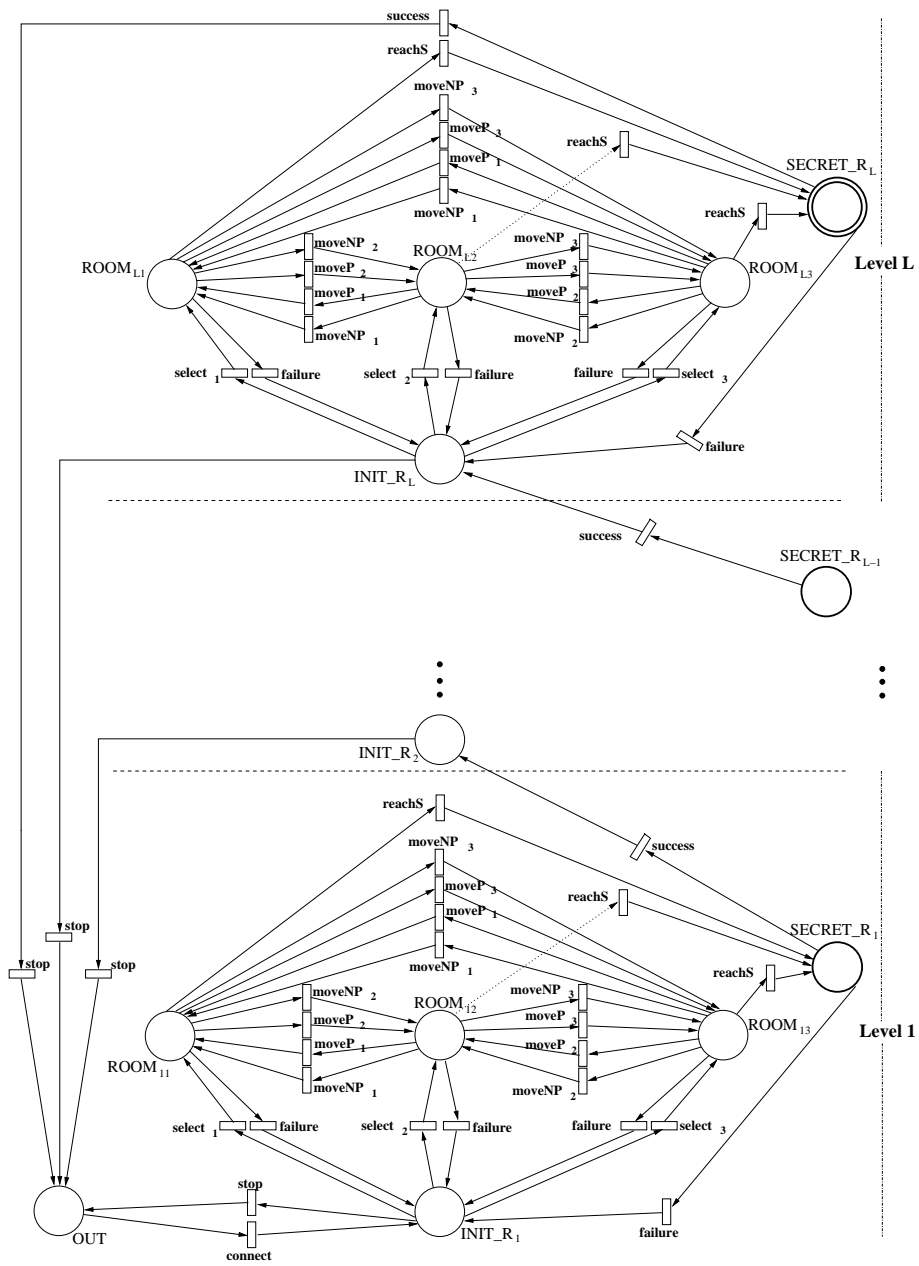 success
reachS
moveNP 3
moveP 3
reachS
moveP 1
SECRET_R L
moveNP 1
reachS
moveNP 2
ROOM L2
moveNP 3
ROOM L1
moveP 2
moveP 3
ROOM L3
Level L
moveP 1
moveP 2
moveNP 1
moveNP 2
select 1
failure
select 2
failure
failure
select 3
failure
INIT_R L
success
SECRET_R L-1
INIT_R 2
reachS
moveNP 3
success
moveP 3
reachS
moveP 1
SECRET_R 1
stop
moveNP 1
stop
stop
reachS
moveNP 2
ROOM 12
moveNP 3
moveP 2
moveP 3
ROOM 13
Level 1
ROOM 11
moveP 1
moveP 2
moveNP 1
moveNP 2
select 1
failure
select 2
failure
failure
select 3
stop
OUT
INIT_R 1
failure
connect